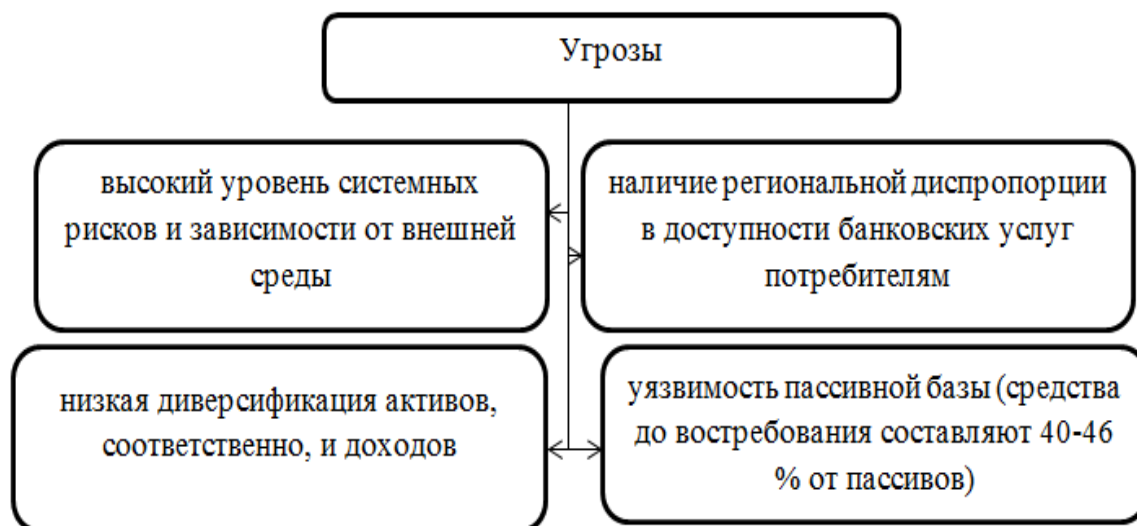 Угрозы
высокий уровень системных
рисков и зависимости от внешней
среды
наличие региональной диспропорции
в доступности банковских услуг
потребителям
низкая диверсификация активов,
соответственно, и доходов
уязвимость пассивной базы (средства
до востребования составляют 40-46
% от пассивов)